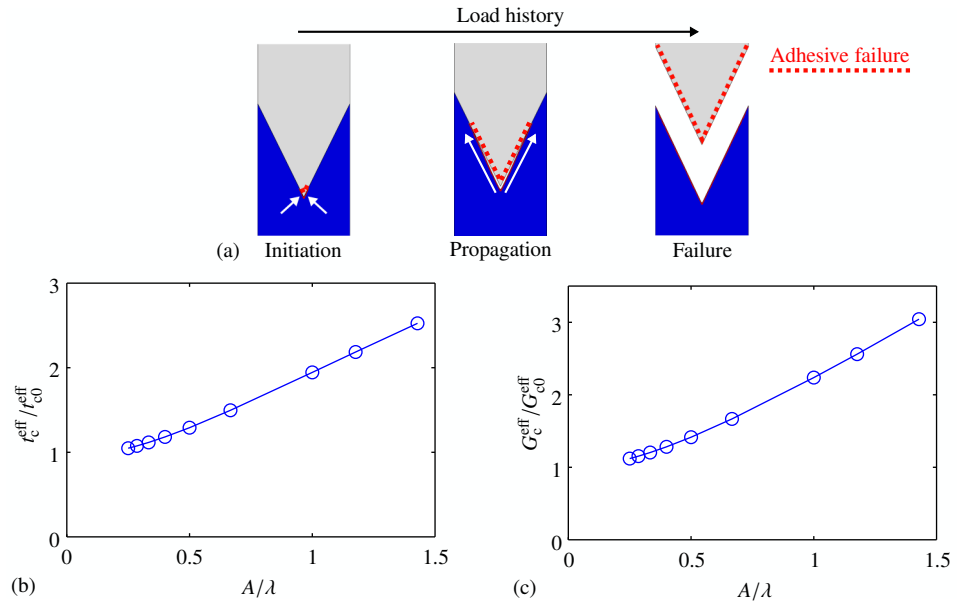 Load history
Adhesive failure
(a) Initiation Propagation Failure
3
2
1
0
0 0.5 1 1.5
t_c^eff/t_c0^eff
A/λ
(b)
3
2
1
0
0 0.5 1 1.5
G_c^eff/G_c0^eff
A/λ
(c)